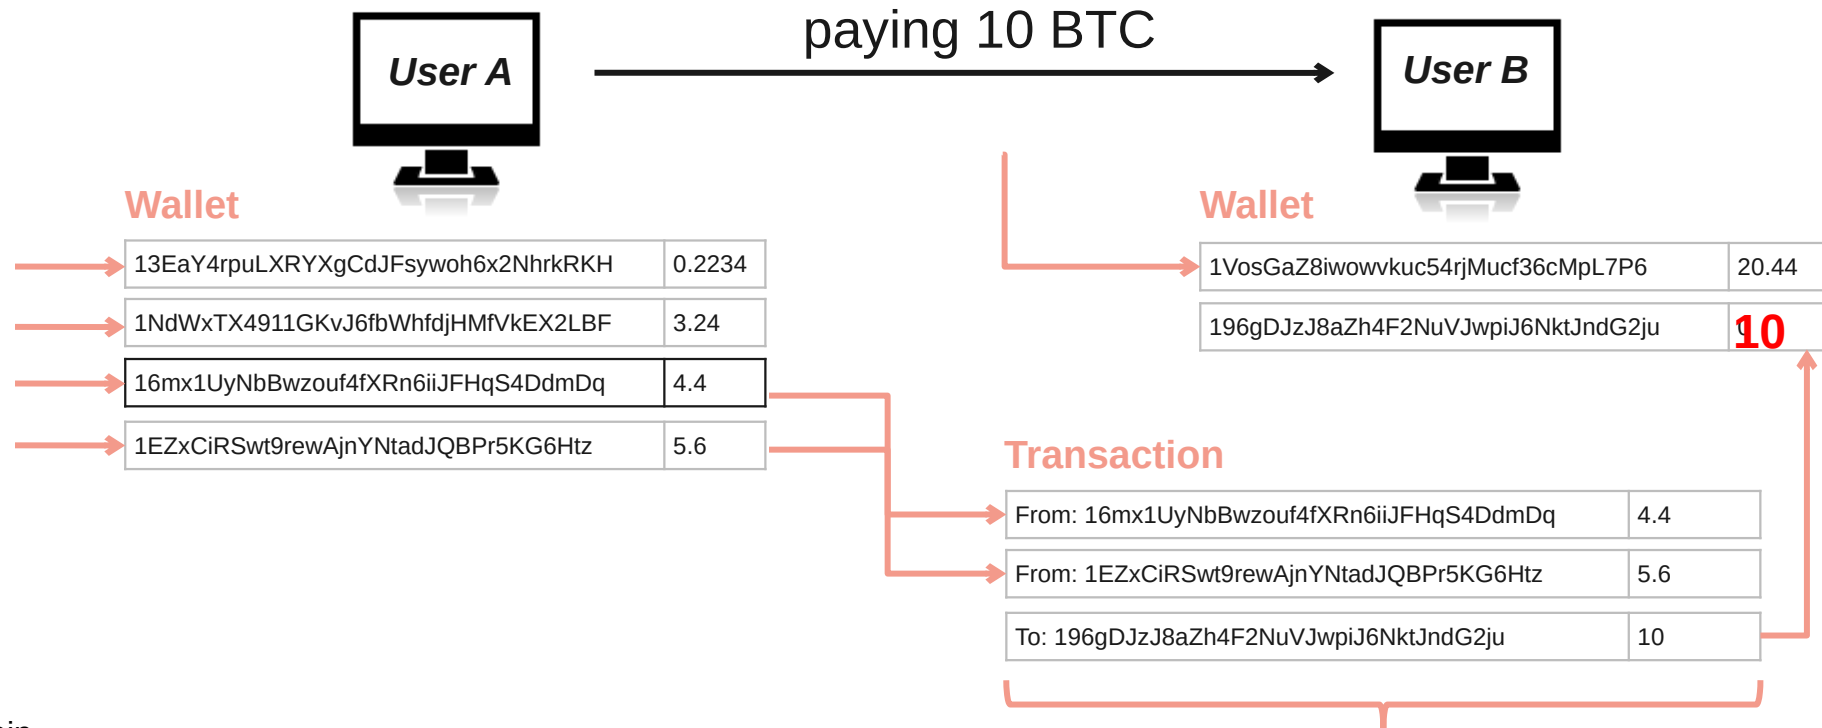 paying 10 BTC
User A
User B
Wallet
13EaY4rpuLXRYXgCdJFsywoh6x2NhrkRKH 0.2234
1NdWxTX4911GKvJ6fbWhfdjHMfVkEX2LBF 3.24
16mx1UyNbBwzouf4fXRn6iiJFHqS4DdmDq 4.4
1EZxCiRSwt9rewAjnYNtadJQBPr5KG6Htz 5.6
Wallet
1VosGaZ8iwowvkuc54rjMucf36cMpL7P6 20.44
196gDJzJ8aZh4F2NuVJwpiJ6NktJndG2ju 10
Transaction
From: 16mx1UyNbBwzouf4fXRn6iiJFHqS4DdmDq 4.4
From: 1EZxCiRSwt9rewAjnYNtadJQBPr5KG6Htz 5.6
To: 196gDJzJ8aZh4F2NuVJwpiJ6NktJndG2ju 10